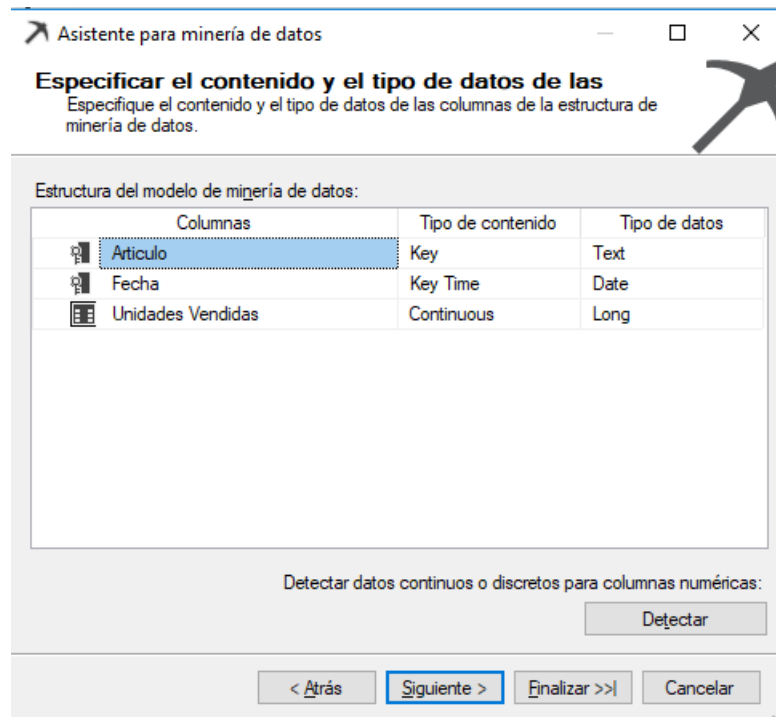 Asistente para minería de datos
Especificar el contenido y el tipo de datos de las
Especifique el contenido y el tipo de datos de las columnas de la estructura de
minería de datos.
Estructura del modelo de minería de datos:
Columnas Tipo de contenido Tipo de datos
Articulo Key Text
Fecha Key Time Date
Unidades Vendidas Continuous Long
Detectar datos continuos o discretos para columnas numéricas:
Detectar
< Atrás Siguiente > Finalizar >>| Cancelar